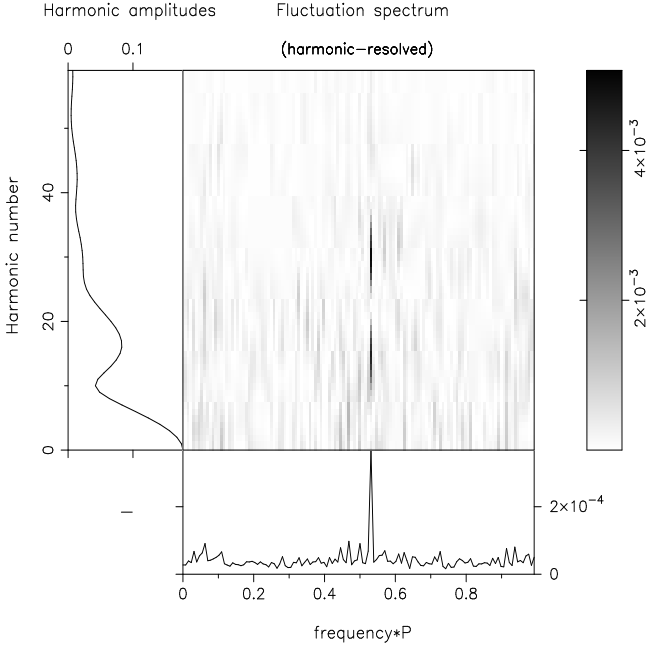 Harmonic amplitudes Fluctuation spectrum
0 0.1 (harmonic−resolved)
Harmonic number
40
20
0
4×10⁻³
2×10⁻³
2×10⁻⁴
0
0 0.2 0.4 0.6 0.8
frequency*P